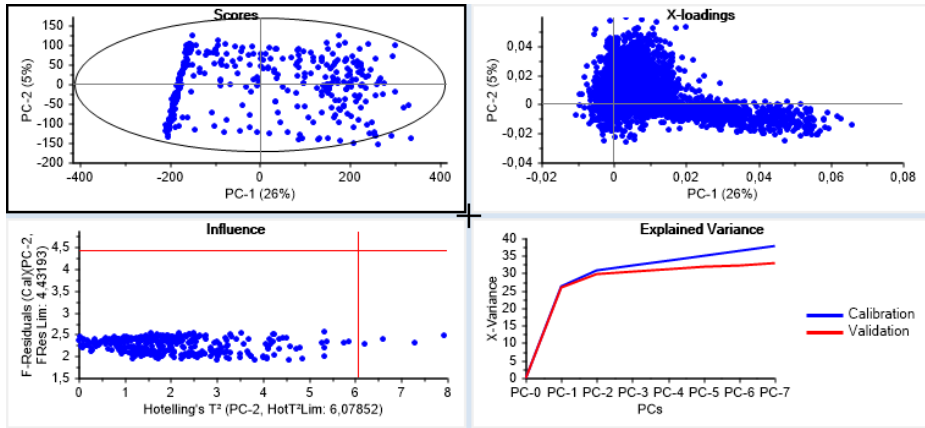 Scores
PC-2 (5%)
150
100
50
0
-50
-100
-150
-200
-400
-200
0
200
400
PC-1 (26%)
X-loadings
PC-2 (5%)
0,04
0,02
0
-0,02
-0,04
-0,02
0
0,02
0,04
0,06
0,08
PC-1 (26%)
Influence
F-Residuals (Cal)(PC-2,
FRes Lim: 4,43193)
4,5
4
3,5
3
2,5
2
1,5
0
1
2
3
4
5
6
7
8
Hotelling's T² (PC-2, HotT²Lim: 6,07852)
Explained Variance
X-Variance
40
35
30
25
20
15
10
5
0
PC-0
PC-1
PC-2
PC-3
PC-4
PC-5
PC-6
PC-7
PCs
Calibration
Validation